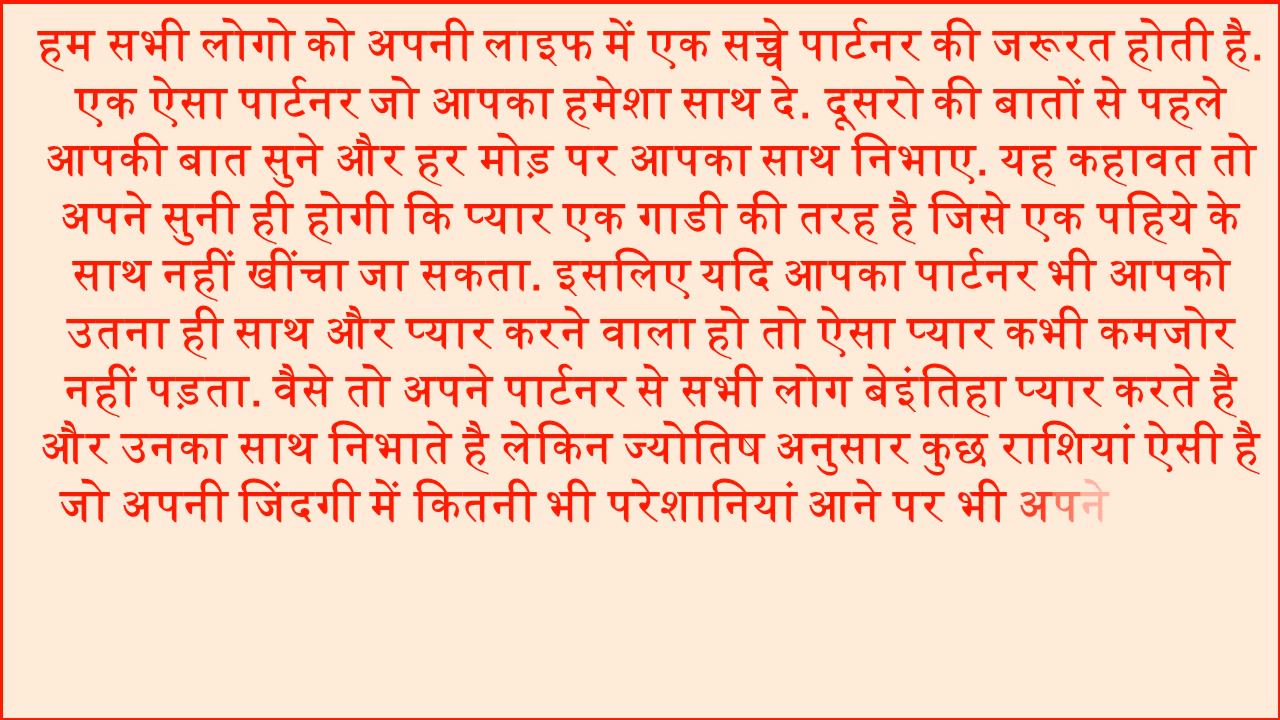 हम सभी लोगो को अपनी लाइफ में एक सच्चे पार्टनर की जरूरत होती है.
एक ऐसा पार्टनर जो आपका हमेशा साथ दे. दूसरो की बातों से पहले
आपकी बात सुने और हर मोड़ पर आपका साथ निभाए. यह कहावत तो
अपने सुनी ही होगी कि प्यार एक गाडी की तरह है जिसे एक पहिये के
साथ नहीं खींचा जा सकता. इसलिए यदि आपका पार्टनर भी आपको
उतना ही साथ और प्यार करने वाला हो तो ऐसा प्यार कभी कमजोर
नहीं पड़ता. वैसे तो अपने पार्टनर से सभी लोग बेइंतिहा प्यार करते है
और उनका साथ निभाते है लेकिन ज्योतिष अनुसार कुछ राशियां ऐसी है
जो अपनी जिंदगी में कितनी भी परेशानियां आने पर भी अपने